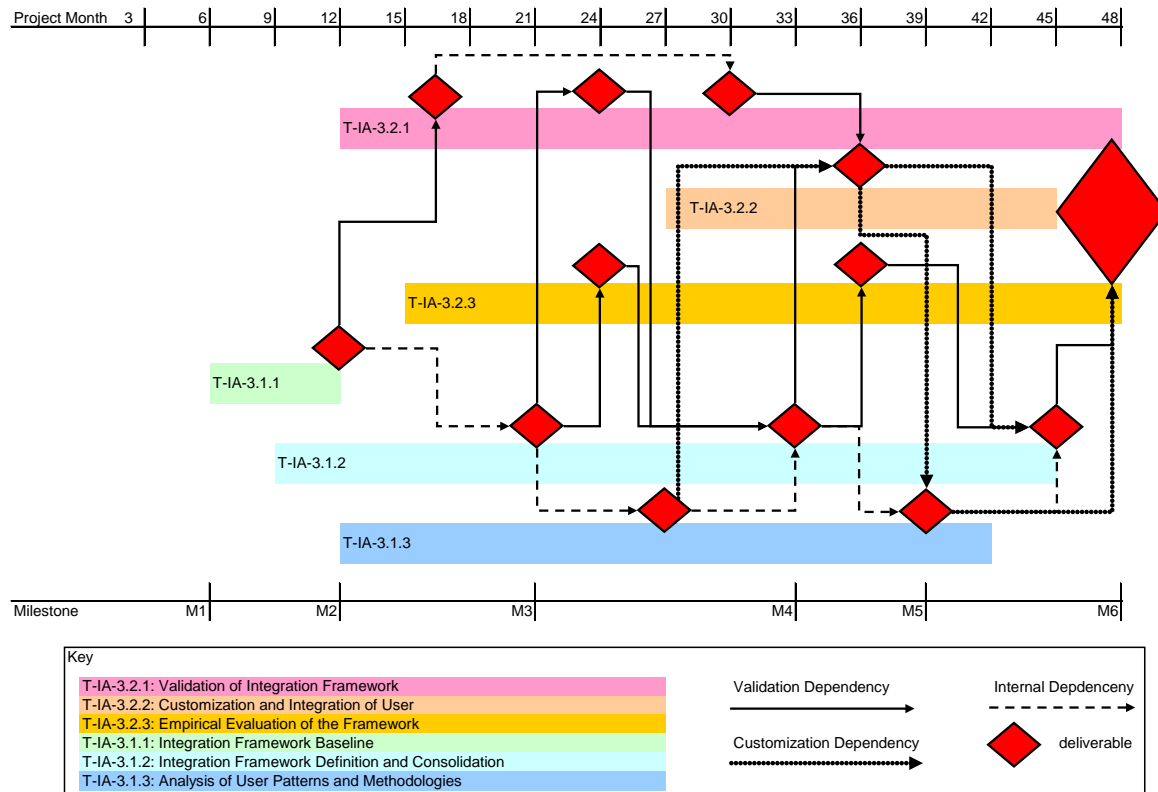 Project Month 3 6 9 12 15 18 21 24 27 30 33 36 39 42 45 48
T-IA-3.2.1
T-IA-3.2.2
T-IA-3.2.3
T-IA-3.1.1
T-IA-3.1.2
T-IA-3.1.3
Milestone M1 M2 M3 M4 M5 M6
Key
T-IA-3.2.1: Validation of Integration Framework
T-IA-3.2.2: Customization and Integration of User
T-IA-3.2.3: Empirical Evaluation of the Framework
T-IA-3.1.1: Integration Framework Baseline
T-IA-3.1.2: Integration Framework Definition and Consolidation
T-IA-3.1.3: Analysis of User Patterns and Methodologies
Validation Dependency
Internal Depdenceny
Customization Dependency
deliverable